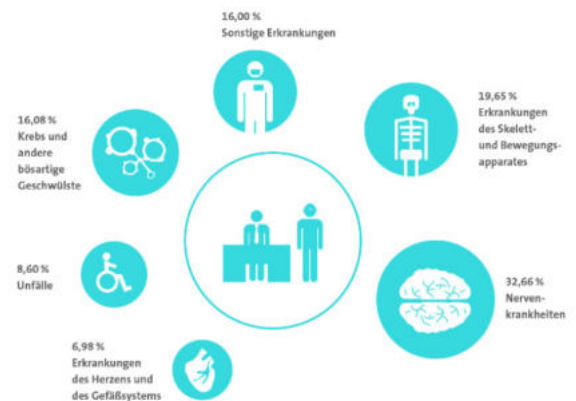 16,00 %
Sonstige Erkrankungen
19,65 %
Erkrankungen
des Skelett-
und Bewegungs-
apparates
32,66 %
Nerven-
krankheiten
6,98 %
Erkrankungen
des Herzens und
des Gefäßsystems
8,60 %
Unfälle
16,08 %
Krebs und
andere
bösartige
Geschwülste